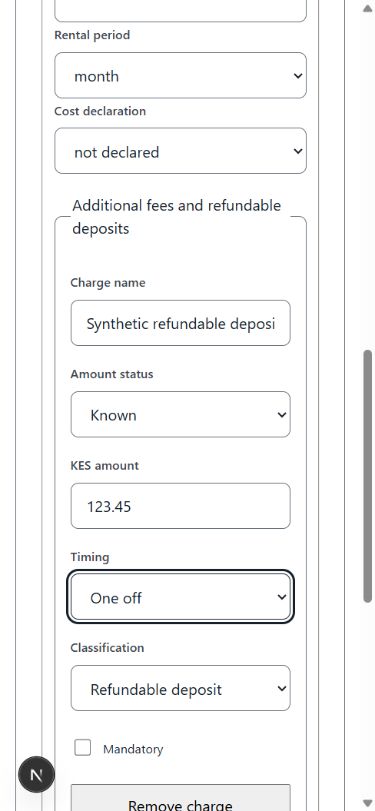 Rental period
month
Cost declaration
not declared
Additional fees and refundable
deposits
Charge name
Synthetic refundable deposi
Amount status
Known
KES amount
123.45
Timing
One off
Classification
Refundable deposit
Mandatory
N
Remove charge